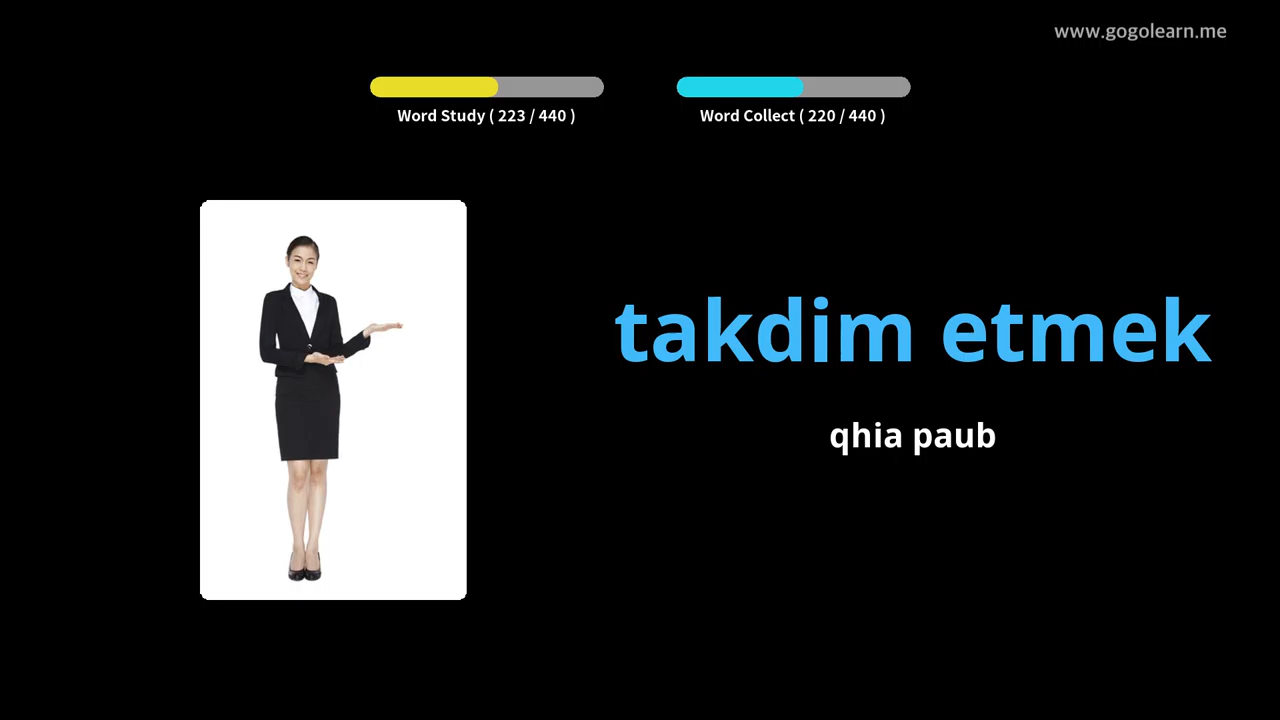 www.gogolearn.me
Word Study ( 223 / 440 )
Word Collect ( 220 / 440 )
takdim etmek
qhia paub